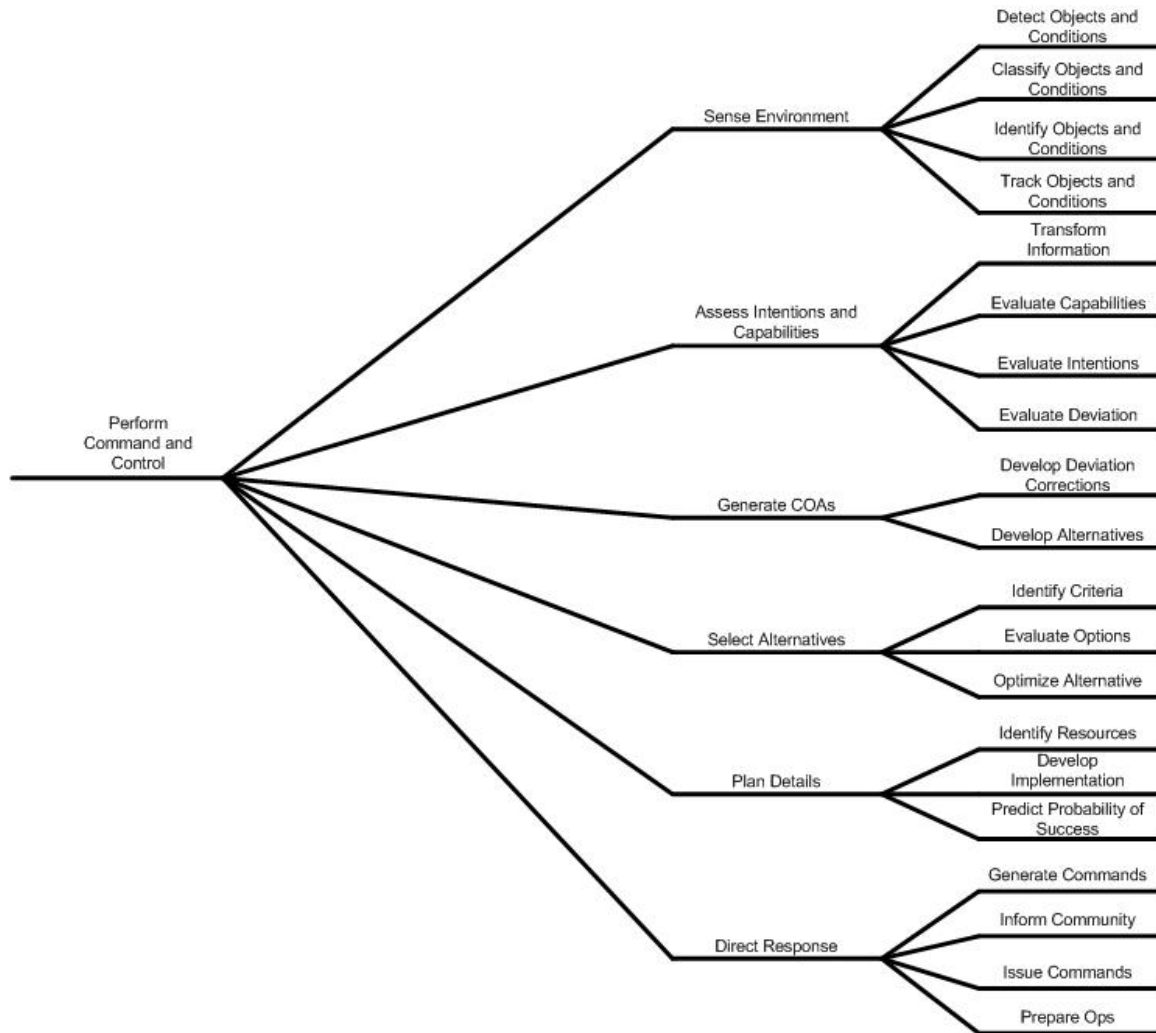 Detect Objects and
Conditions
Classify Objects and
Conditions
Sense Environment
Identify Objects and
Conditions
Track Objects and
Conditions
Transform
Information
Assess Intentions and
Capabilities
Evaluate Capabilities
Evaluate Intentions
Evaluate Deviation
Perform
Command and
Control
Develop Deviation
Corrections
Generate COAs
Develop Alternatives
Identify Criteria
Select Alternatives
Evaluate Options
Optimize Alternative
Identify Resources
Plan Details
Develop
Implementation
Predict Probability of
Success
Generate Commands
Inform Community
Direct Response
Issue Commands
Prepare Ops